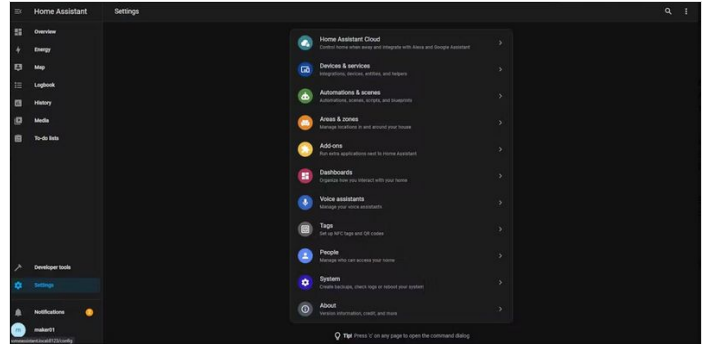 Home Assistant
Settings
Overview
Energy
Map
Logbook
History
Media
To-do lists
Developer tools
Settings
Notifications
maker01
m
Home Assistant Cloud
Control home when away and integrate with Alexa and Google Assistant
Devices & services
Integrations, devices, entities, and helpers
Automations & scenes
Automations, scenes, scripts, and blueprints
Areas & zones
Manage locations in and around your house
Add-ons
Run extra applications next to Home Assistant
Dashboards
Organize how you interact with your home
Voice assistants
Manage your voice assistants
Tags
Set up NFC tags and QR codes
People
Manage who can access your home
System
Create backups, check logs or reboot your system
About
Version information, credit, and more
Tip! Press 'c' on any page to open the command dialog